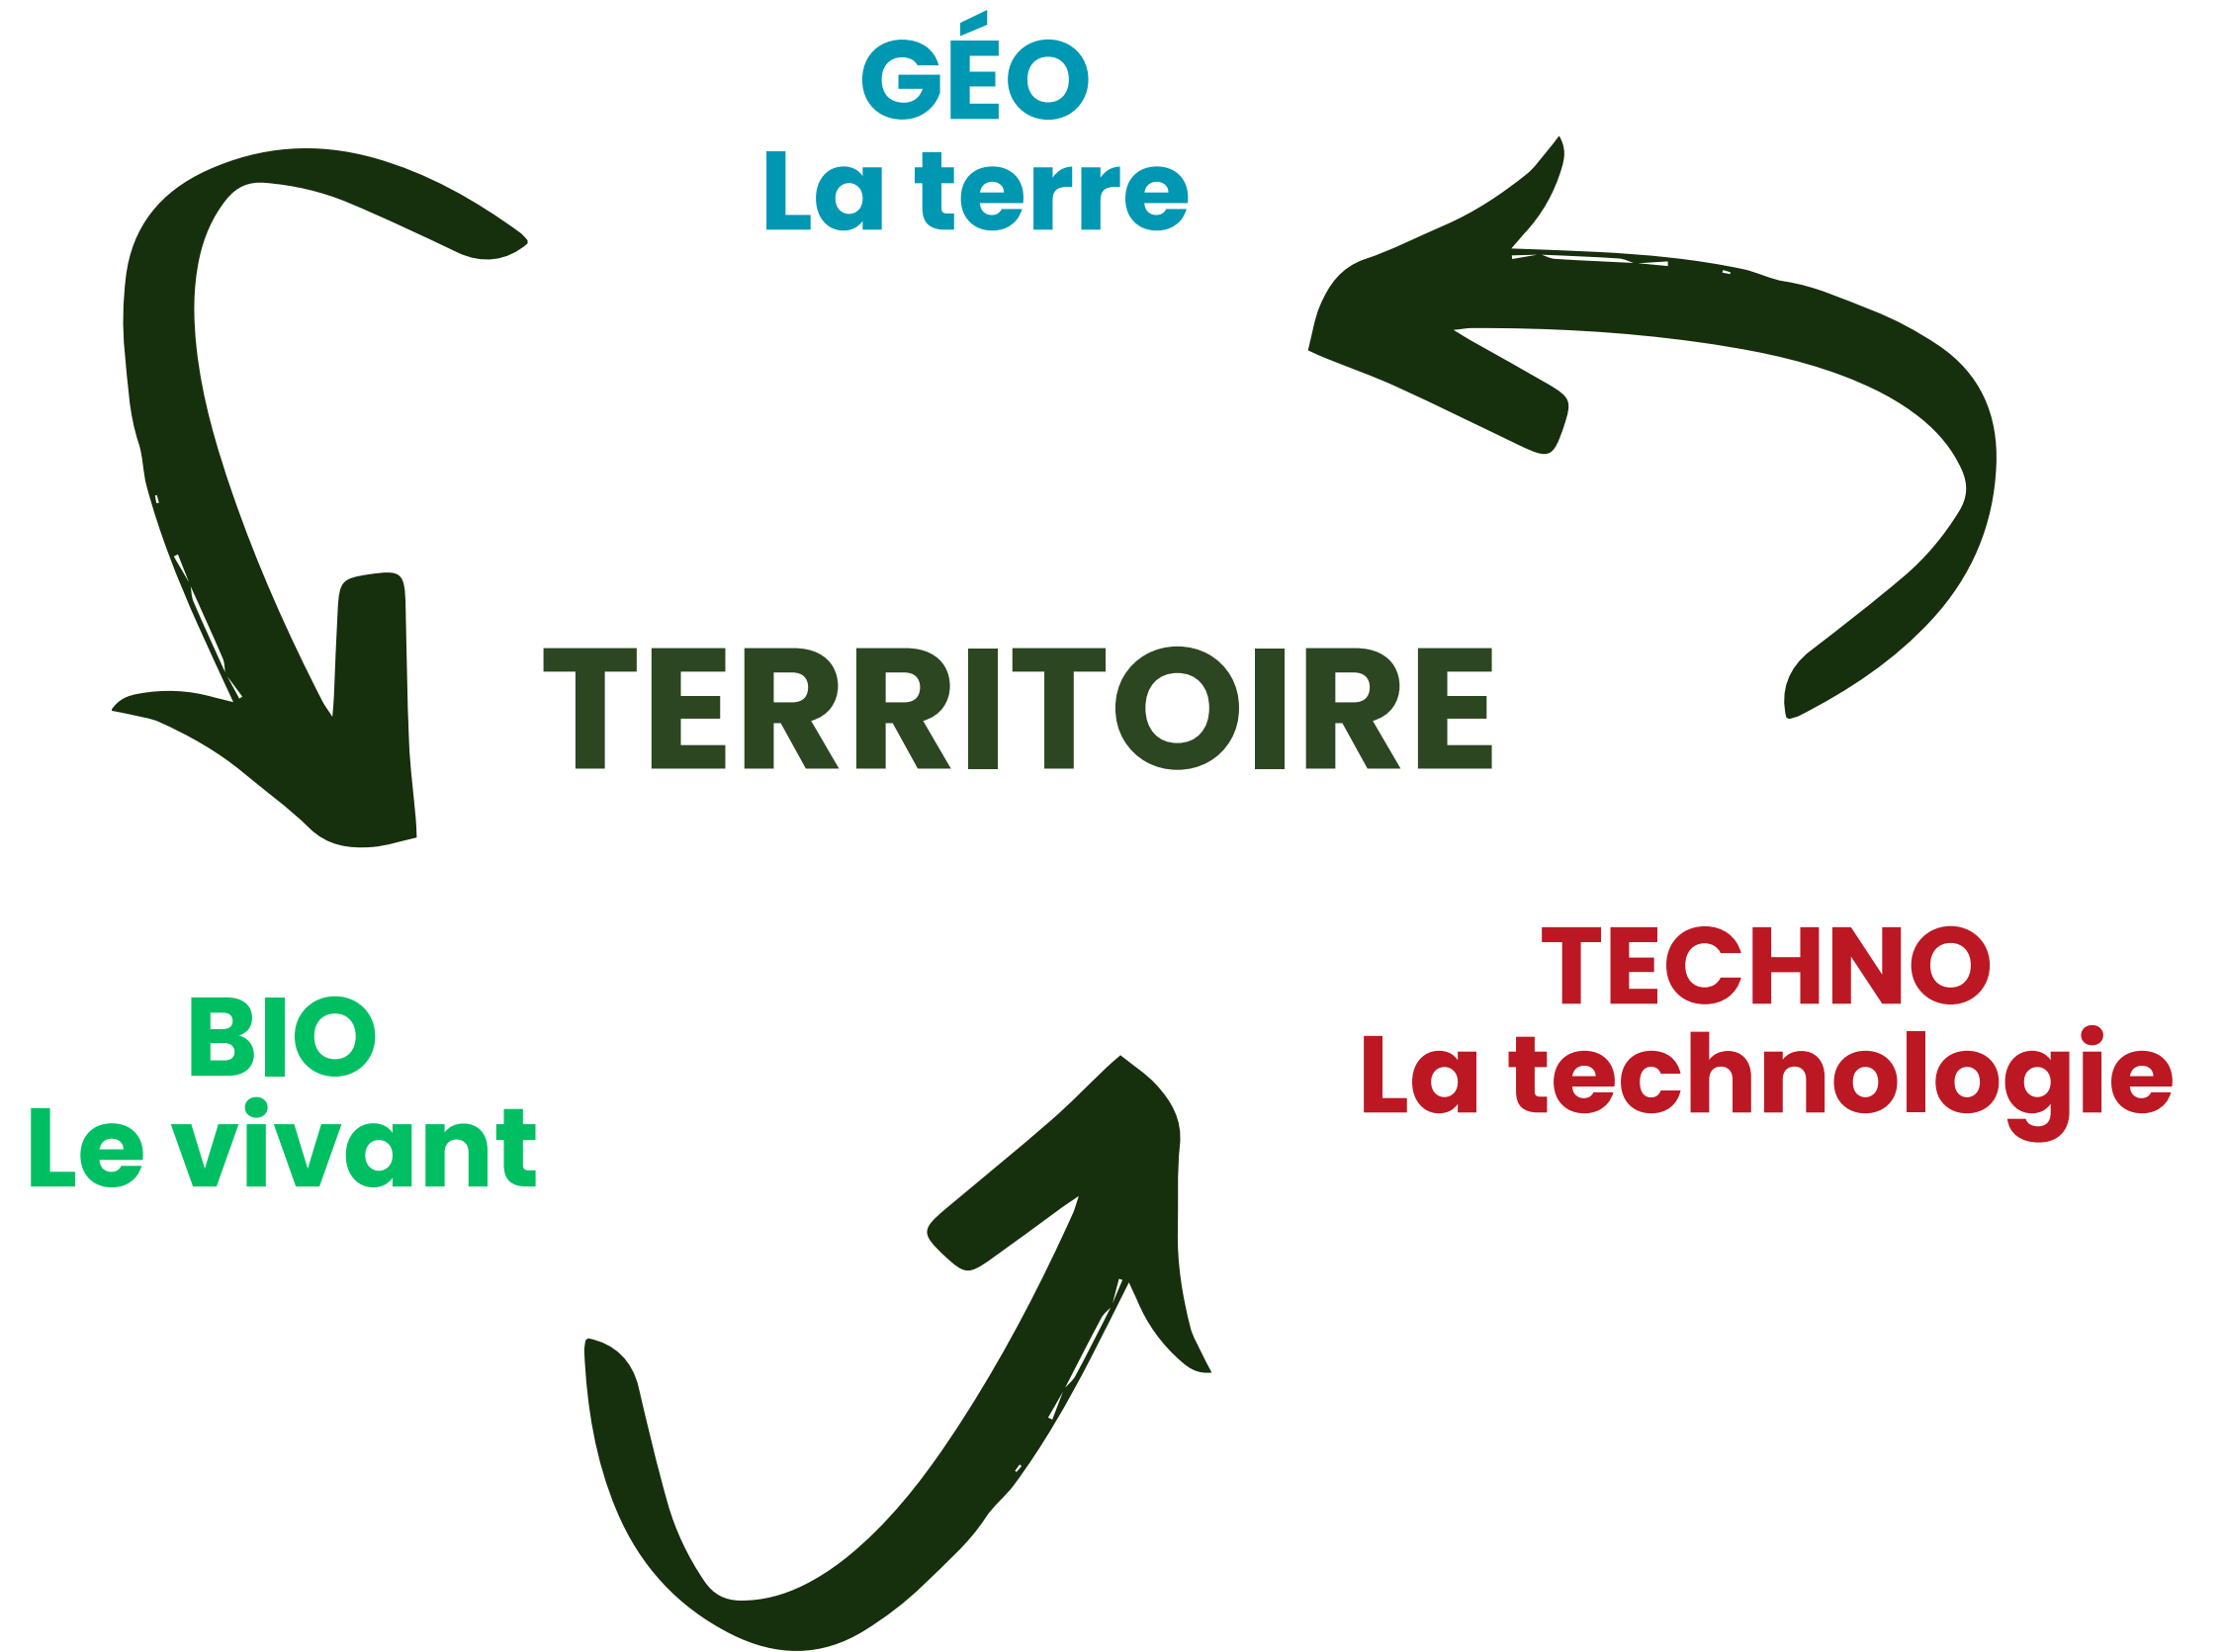 GÉO
La terre
TERRITOIRE
BIO
Le vivant
TECHNO
La technologie